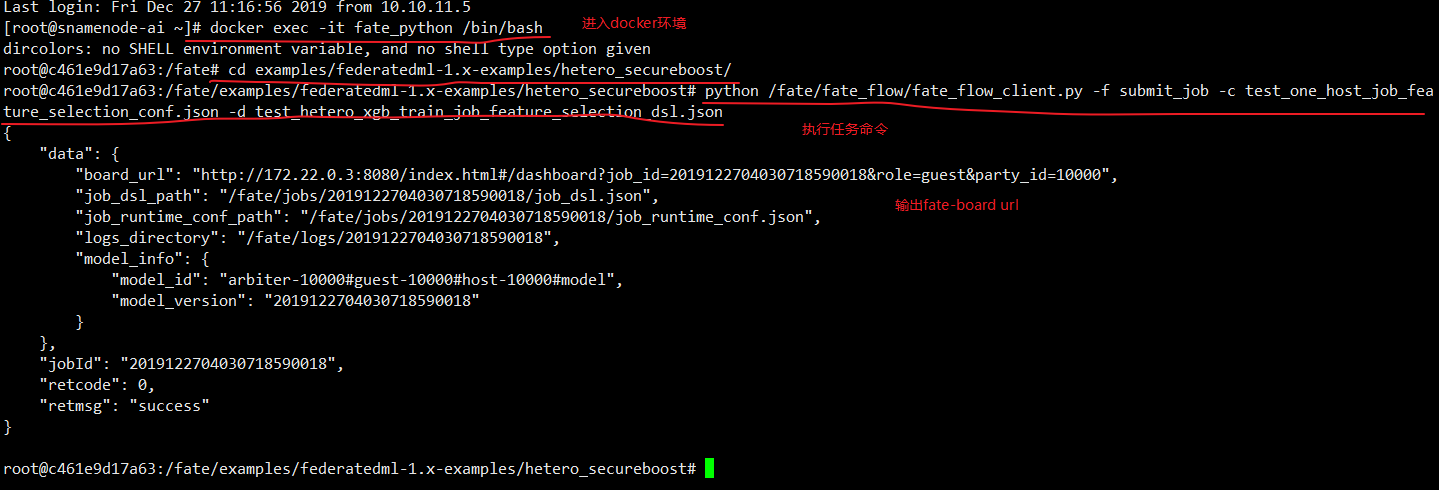 Last login: Fri Dec 27 11:16:56 2019 from 10.10.11.5
[root@snamenode-ai ~]# docker exec -it fate_python /bin/bash
进入docker环境
dircolors: no SHELL environment variable, and no shell type option given
root@c461e9d17a63:/fate# cd examples/federatedml-1.x-examples/hetero_secureboost/
root@c461e9d17a63:/fate/examples/federatedml-1.x-examples/hetero_secureboost# python /fate/fate_flow/fate_flow_client.py -f submit_job -c test_one_host_job_fea
ture_selection_conf.json -d test_hetero_xgb_train_job_feature_selection_dsl.json
执行任务命令
{
    "data": {
        "board_url": "http://172.22.0.3:8080/index.html#/dashboard?job_id=2019122704030718590018&role=guest&party_id=10000",
        "job_dsl_path": "/fate/jobs/2019122704030718590018/job_dsl.json",
输出fate-board url
        "job_runtime_conf_path": "/fate/jobs/2019122704030718590018/job_runtime_conf.json",
        "logs_directory": "/fate/logs/2019122704030718590018",
        "model_info": {
            "model_id": "arbiter-10000#guest-10000#host-10000#model",
            "model_version": "2019122704030718590018"
        }
    },
    "jobId": "2019122704030718590018",
    "retcode": 0,
    "retmsg": "success"
}
root@c461e9d17a63:/fate/examples/federatedml-1.x-examples/hetero_secureboost#